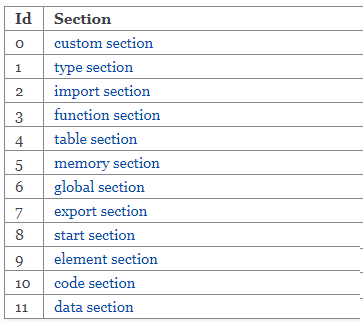 Id Section
0 custom section
1 type section
2 import section
3 function section
4 table section
5 memory section
6 global section
7 export section
8 start section
9 element section
10 code section
11 data section